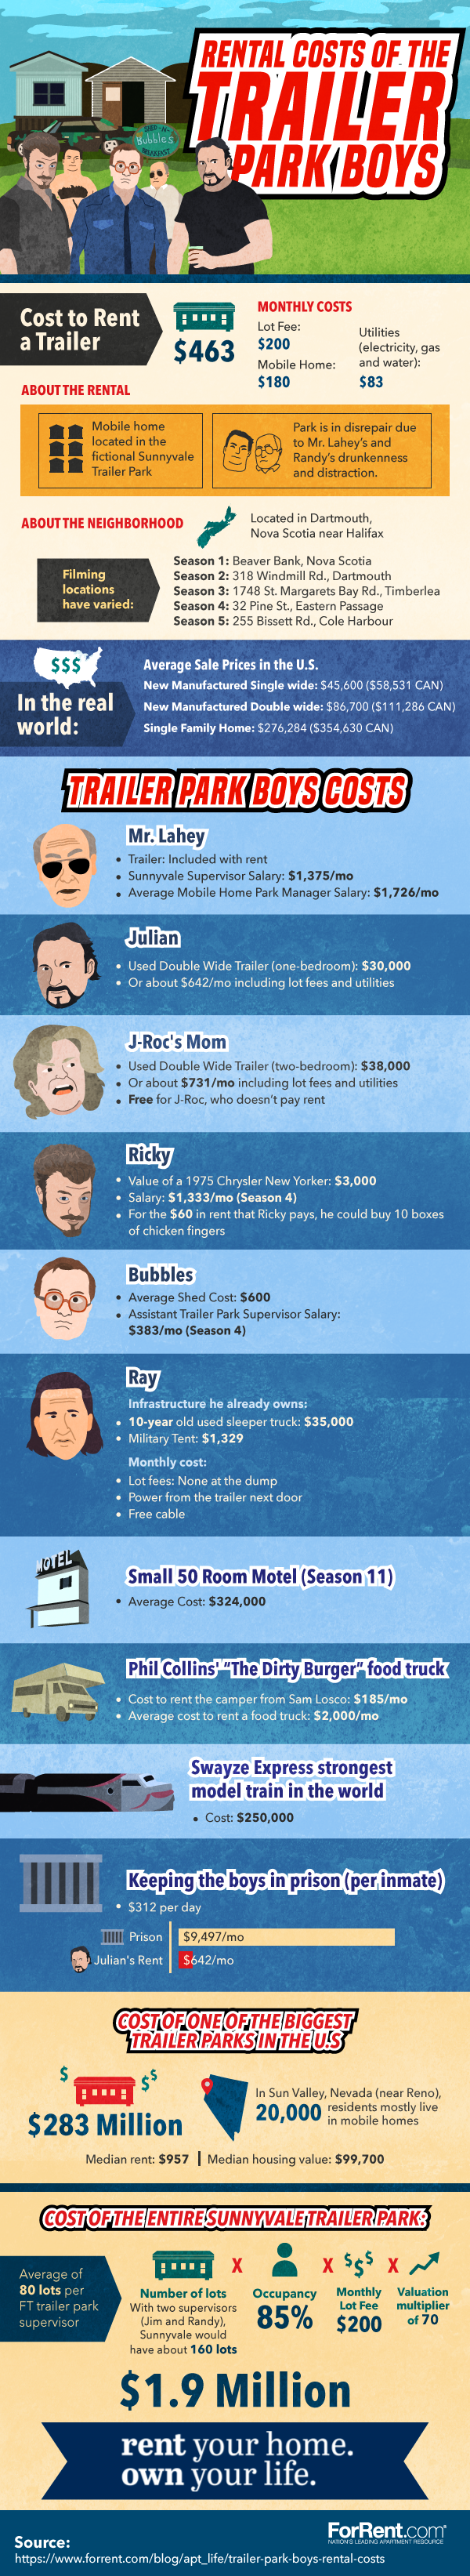 RENTAL COSTS OF THE
TRAILER
PARK BOYS
Bubbles
Cost to Rent
a Trailer
$463
MONTHLY COSTS
Lot Fee:
$200
Mobile Home:
$180
Utilities
(electricity, gas
and water):
$83
ABOUT THE RENTAL
Mobile home
located in the
fictional Sunnyvale
Trailer Park
Park is in disrepair due
to Mr. Lahey's and
Randy's drunkenness
and distraction.
ABOUT THE NEIGHBORHOOD
Located in Dartmouth,
Nova Scotia near Halifax
Filming
locations
have varied:
Season 1: Beaver Bank, Nova Scotia
Season 2: 318 Windmill Rd., Dartmouth
Season 3: 1748 St. Margarets Bay Rd., Timberlea
Season 4: 32 Pine St., Eastern Passage
Season 5: 255 Bissett Rd., Cole Harbour
$$$
In the real
world:
Average Sale Prices in the U.S.
New Manufactured Single wide: $45,600 ($58,531 CAN)
New Manufactured Double wide: $86,700 ($111,286 CAN)
Single Family Home: $276,284 ($354,630 CAN)
TRAILER PARK BOYS COSTS
Mr. Lahey
• Trailer: Included with rent
• Sunnyvale Supervisor Salary: $1,375/mo
• Average Mobile Home Park Manager Salary: $1,726/mo
Julian
• Used Double Wide Trailer (one-bedroom): $30,000
• Or about $642/mo including lot fees and utilities
J-Roc's Mom
• Used Double Wide Trailer (two-bedroom): $38,000
• Or about $731/mo including lot fees and utilities
• Free for J-Roc, who doesn't pay rent
Ricky
• Value of a 1975 Chrysler New Yorker: $3,000
• Salary: $1,333/mo (Season 4)
• For the $60 in rent that Ricky pays, he could buy 10 boxes
of chicken fingers
Bubbles
• Average Shed Cost: $600
• Assistant Trailer Park Supervisor Salary:
$383/mo (Season 4)
Ray
Infrastructure he already owns:
• 10-year old used sleeper truck: $35,000
• Military Tent: $1,329
Monthly cost:
• Lot fees: None at the dump
• Power from the trailer next door
• Free cable
MOTEL
Small 50 Room Motel (Season 11)
• Average Cost: $324,000
Phil Collins' "The Dirty Burger" food truck
• Cost to rent the camper from Sam Losco: $185/mo
• Average cost to rent a food truck: $2,000/mo
Swayze Express strongest
model train in the world
• Cost: $250,000
Keeping the boys in prison (per inmate)
• $312 per day
Prison $9,497/mo
Julian's Rent $642/mo
COST OF ONE OF THE BIGGEST
TRAILER PARKS IN THE U.S
$ $ $
$283 Million
In Sun Valley, Nevada (near Reno),
20,000 residents mostly live
in mobile homes
Median rent: $957 | Median housing value: $99,700
COST OF THE ENTIRE SUNNYVALE TRAILER PARK:
Average of
80 lots per
FT trailer park
supervisor
Number of lots
With two supervisors
(Jim and Randy),
Sunnyvale would
have about 160 lots
X
Occupancy
85%
X
$$$
Monthly
Lot Fee
$200
X
Valuation
multiplier
of 70
$1.9 Million
rent your home.
own your life.
ForRent.com
NATION'S LEADING APARTMENT RESOURCE
Source:
https://www.forrent.com/blog/apt_life/trailer-park-boys-rental-costs